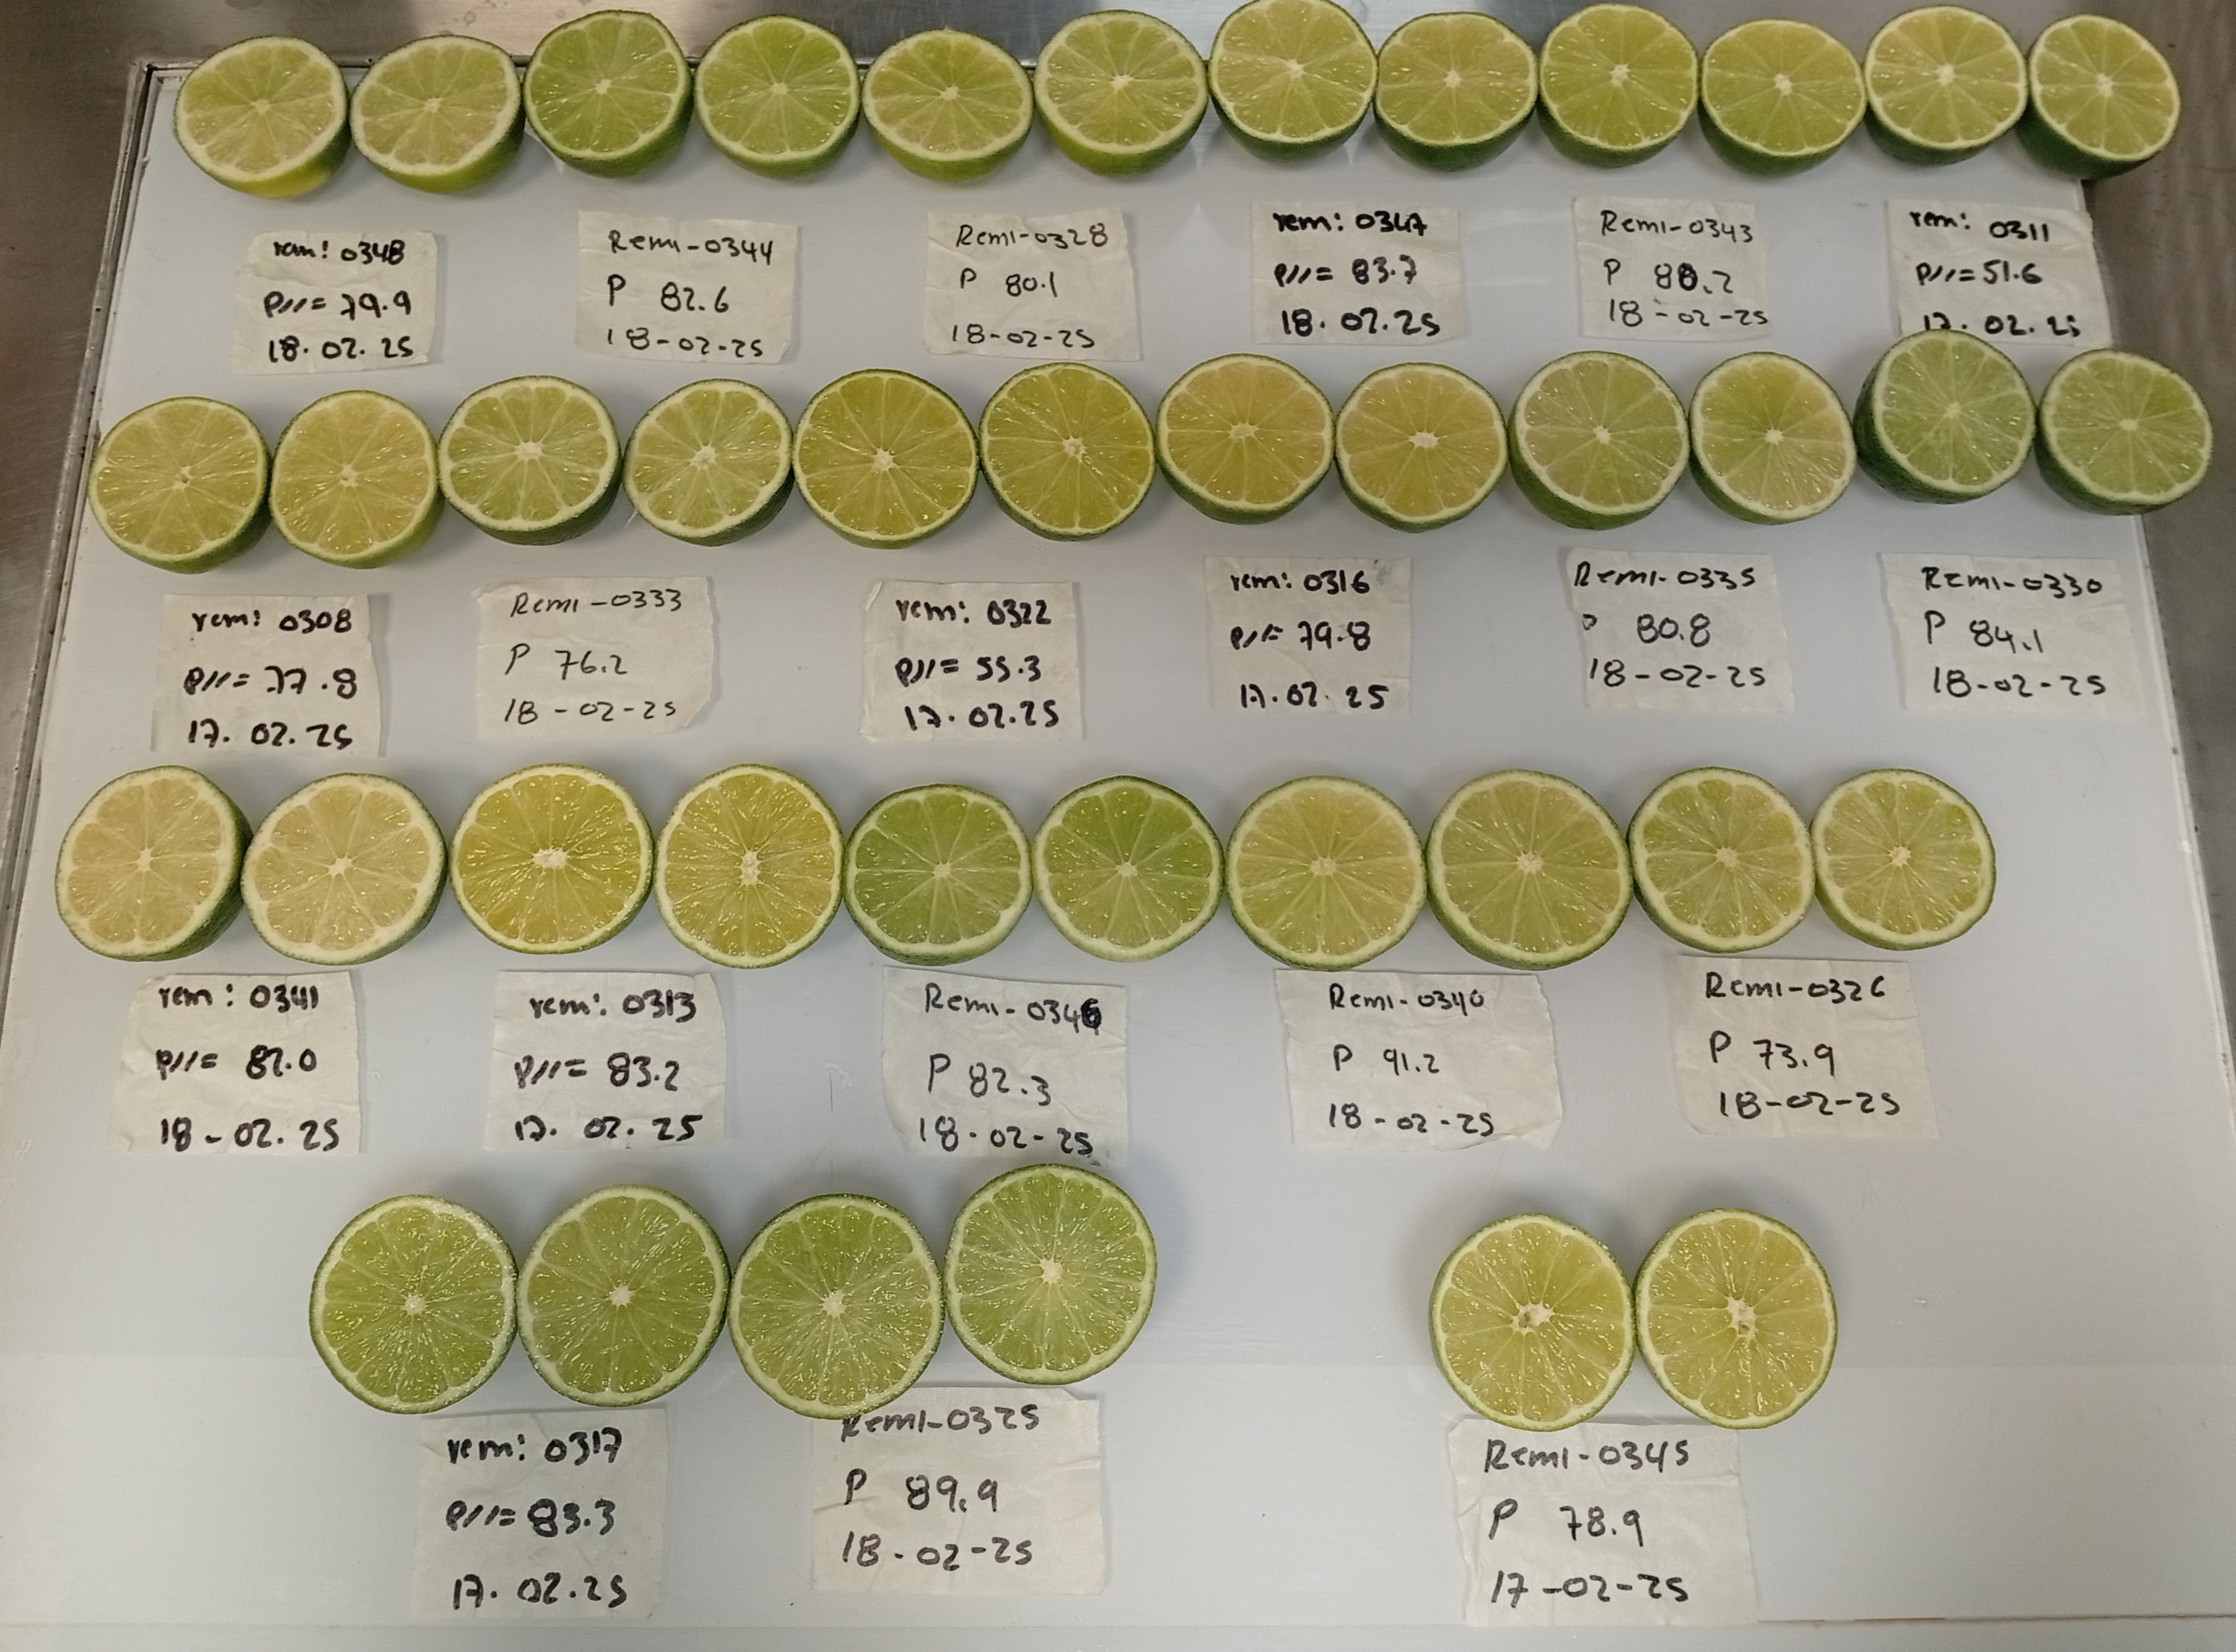 rem: 0348
P//= 79.9
18.02.25
Remi-0344
P 82.6
18-02-25
Remi-0328
P 80.1
18-02-25
rem: 0347
P//= 83.7
18.02.25
Remi-0343
P 80.2
18-02-25
rem: 0311
P//= 51.6
17.02.25
rem: 0308
P//= 77.8
17.02.25
Remi-0333
P 76.2
18-02-25
rem: 0322
P//= 55.3
17.02.25
rem: 0316
P//= 79.8
17.02.25
Remi-0335
P 80.8
18-02-25
Remi-0330
P 84.1
18-02-25
rem: 0341
P//= 82.0
18-02.25
rem: 0313
P//= 83.2
17.02.25
Remi-0346
P 82.3
18-02-25
Remi-0340
P 91.2
18-02-25
Remi-0326
P 73.9
18-02-25
rem: 0317
P//= 83.3
17.02.25
Remi-0325
P 89.9
18-02-25
Remi-0345
P 78.9
17-02-25